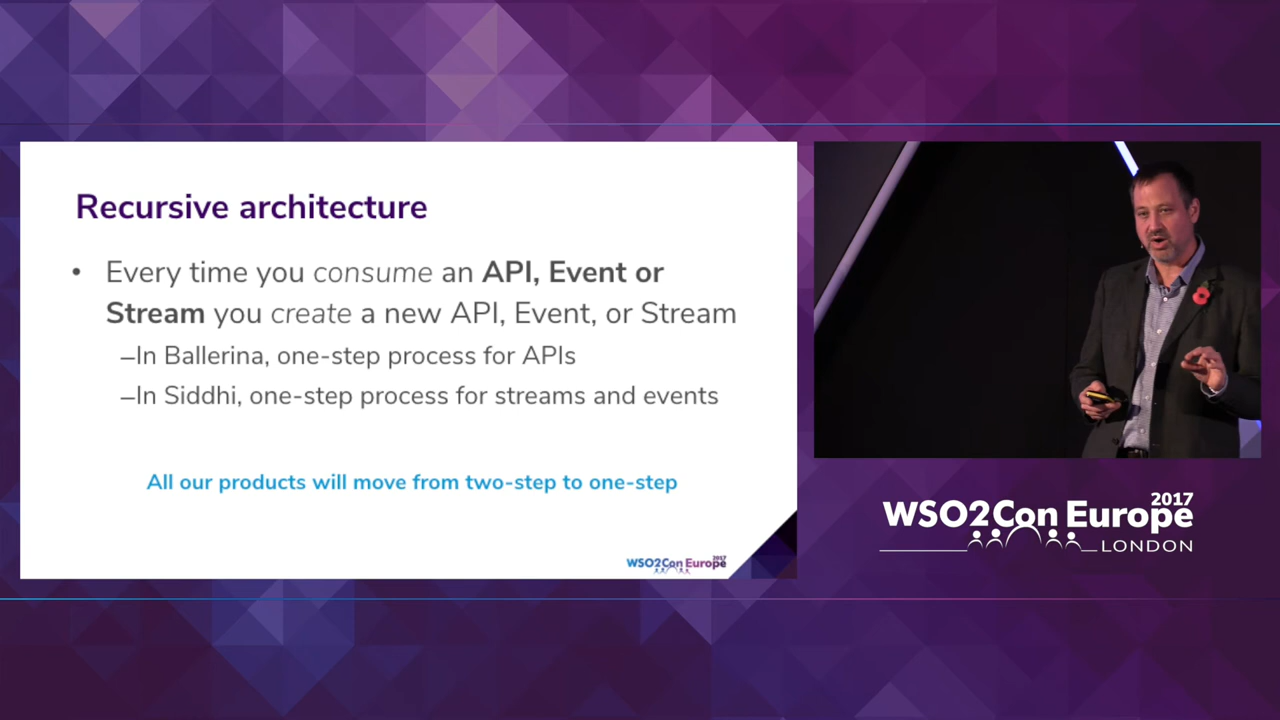 Recursive architecture
• Every time you consume an API, Event or
Stream you create a new API, Event, or Stream
–In Ballerina, one-step process for APIs
–In Siddhi, one-step process for streams and events
All our products will move from two-step to one-step
WSO2Con Europe 2017
WSO2Con Europe 2017
LONDON